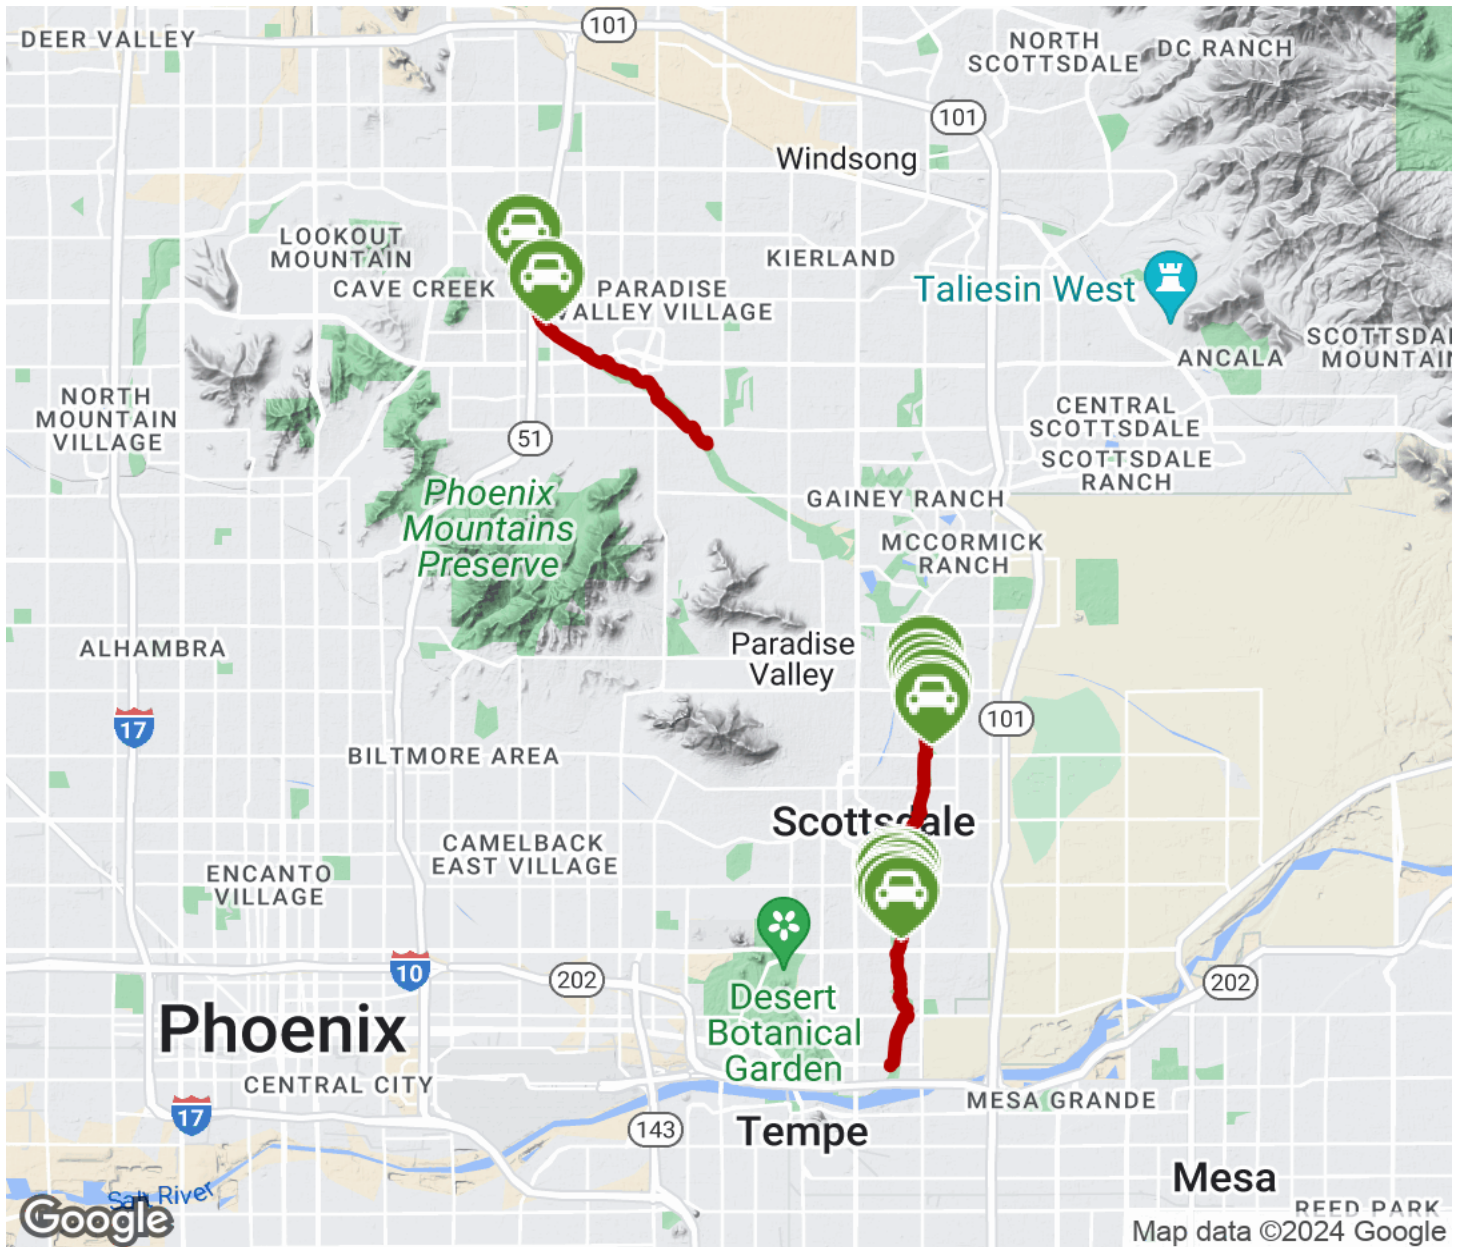 101
DEER VALLEY
NORTH
SCOTTSDALE
DC RANCH
101
Windsong
LOOKOUT
MOUNTAIN
KIERLAND
CAVE CREEK
PARADISE
VALLEY VILLAGE
Taliesin West
SCOTTSDA
MOUNTAI
ANCALA
NORTH
MOUNTAIN
VILLAGE
CENTRAL
SCOTTSDALE
51
SCOTTSDALE
RANCH
Phoenix
Mountains
Preserve
GAINEY RANCH
MCCORMICK
RANCH
ALHAMBRA
Paradise
Valley
17
101
BILTMORE AREA
Scottsdale
CAMELBACK
EAST VILLAGE
ENCANTO
VILLAGE
10
202
202
Desert
Botanical
Garden
Phoenix
CENTRAL CITY
17
MESA GRANDE
143
Tempe
Mesa
Salt River
REED PARK
Google
Map data ©2024 Google